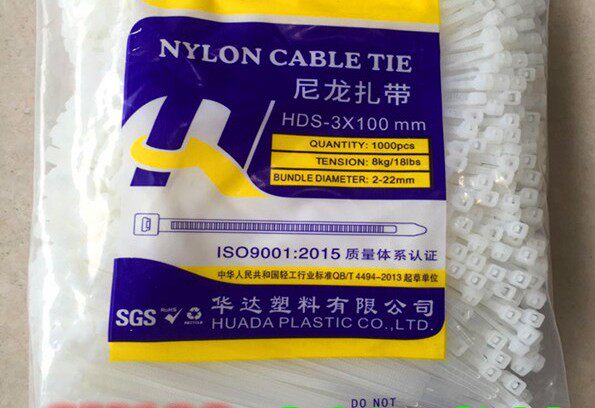 NYLON CABLE TIE
尼龙扎带
HDS-3X100 mm
QUANTITY: 1000pcs
TENSION: 8kg/18lbs
BUNDLE DIAMETER: 2-22mm
ISO9001:2015 质量体系认证
中华人民共和国轻工行业标准QB/T 4494-2013 起草单位
SGS RoHS RECYCLE
华达塑料有限公司
HUADA PLASTIC CO.,LTD.
DO NOT